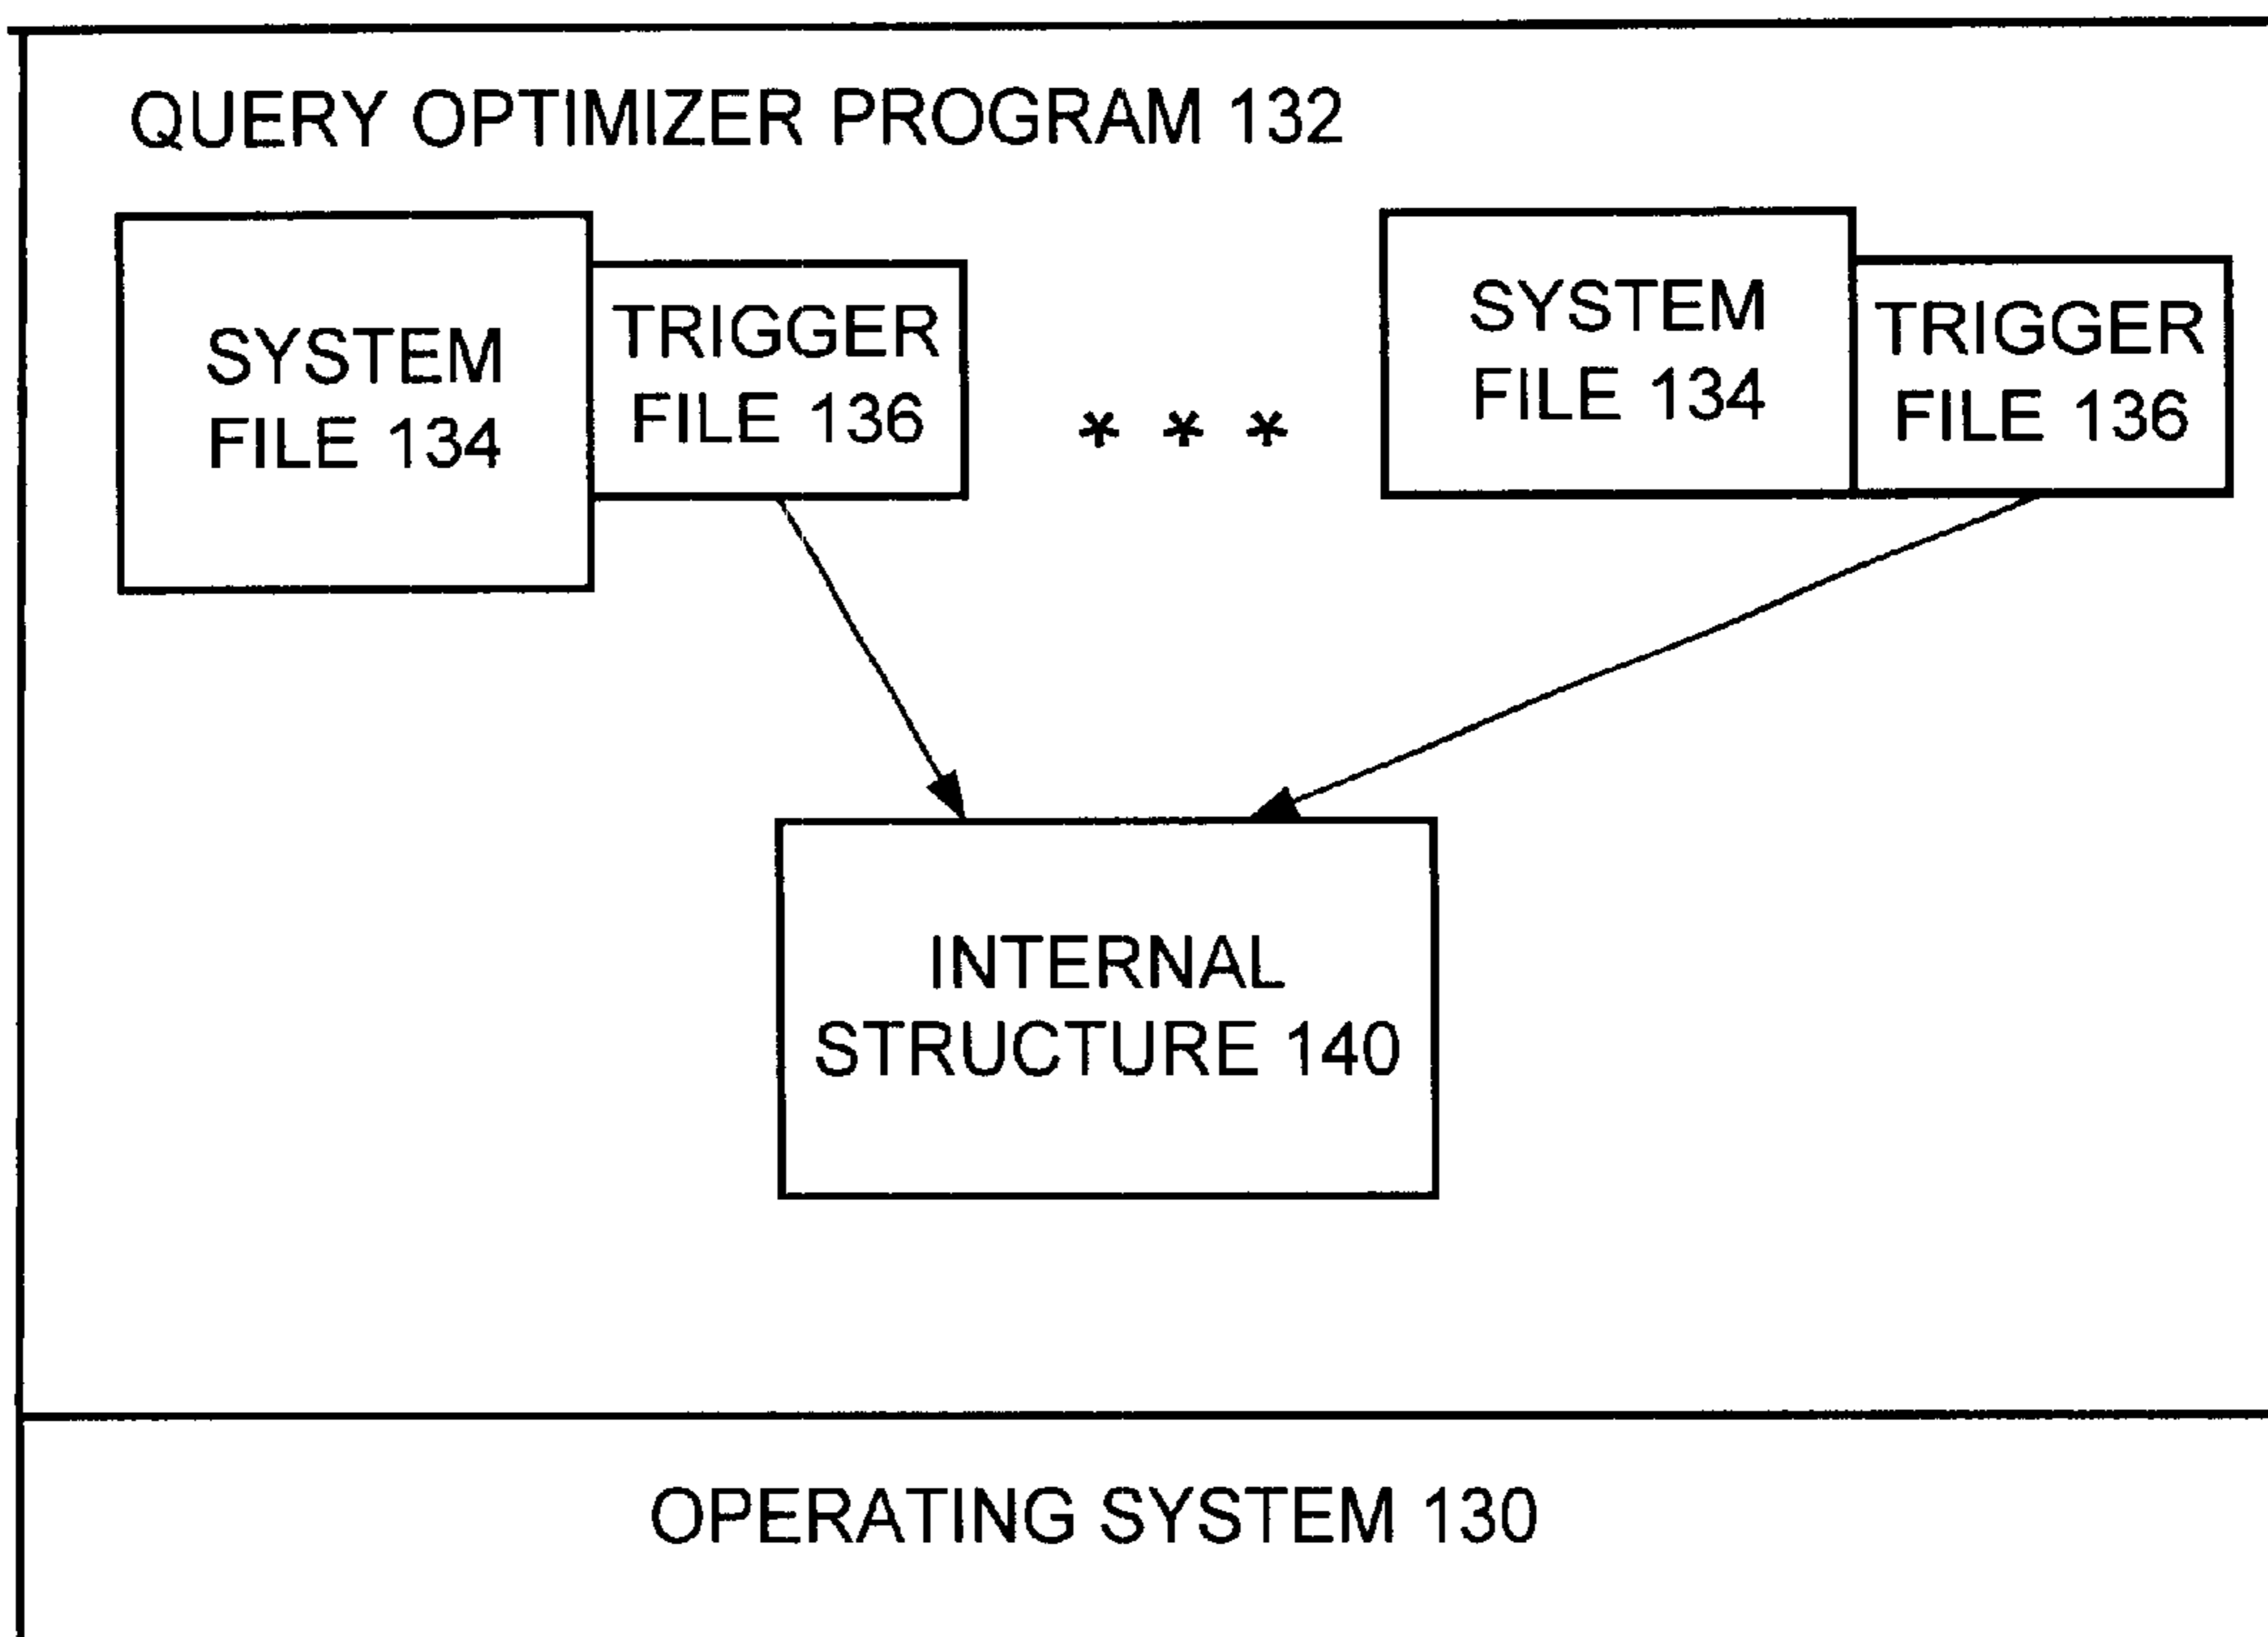 QUERY OPTIMIZER PROGRAM 132
SYSTEM
FILE 134
TRIGGER
FILE 136
* * *
SYSTEM
FILE 134
TRIGGER
FILE 136
INTERNAL
STRUCTURE 140
OPERATING SYSTEM 130